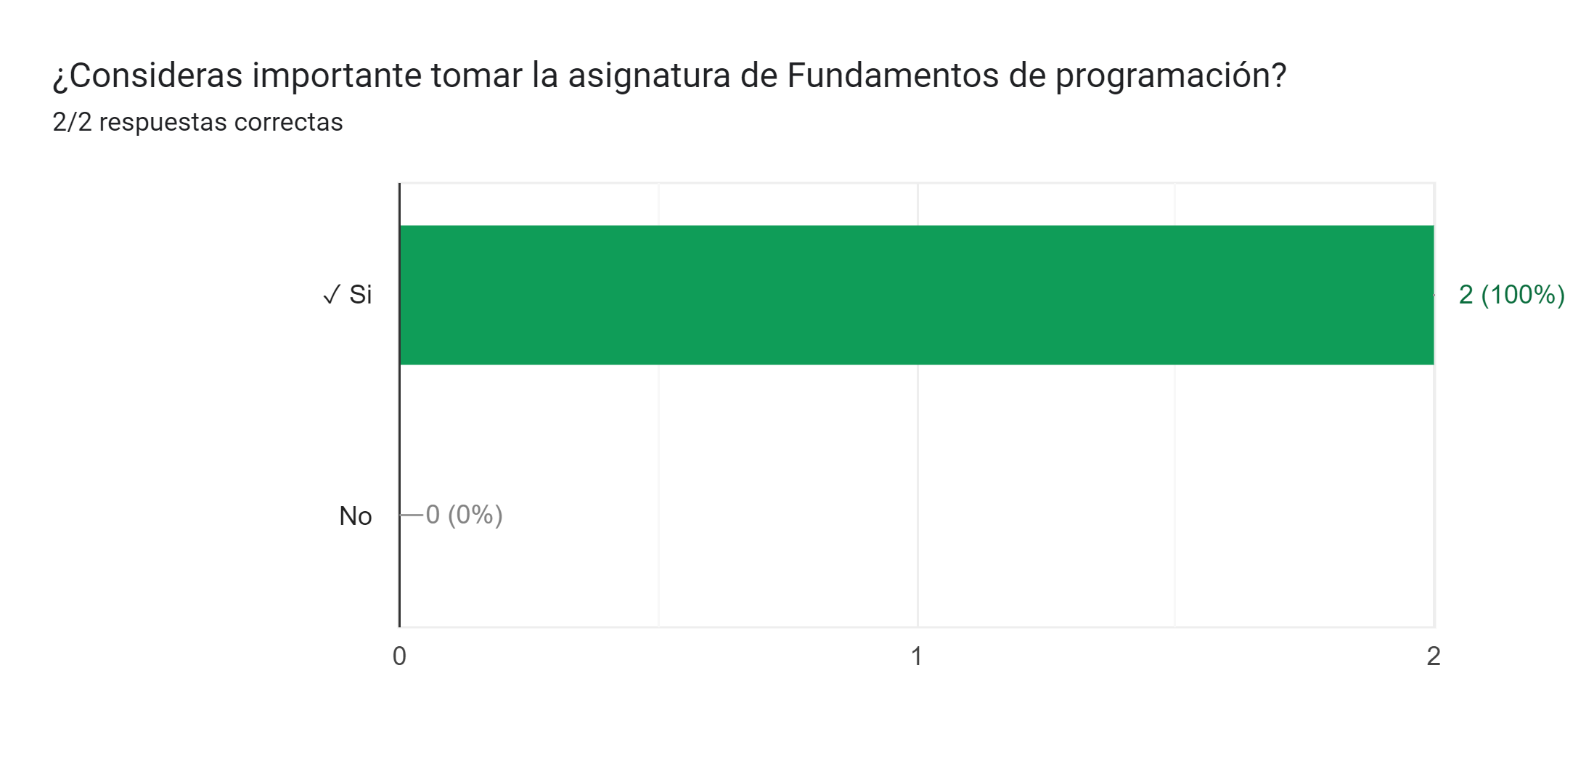 ¿Consideras importante tomar la asignatura de Fundamentos de programación?
2/2 respuestas correctas
✓ Si
2 (100%)
No
0 (0%)
0
1
2